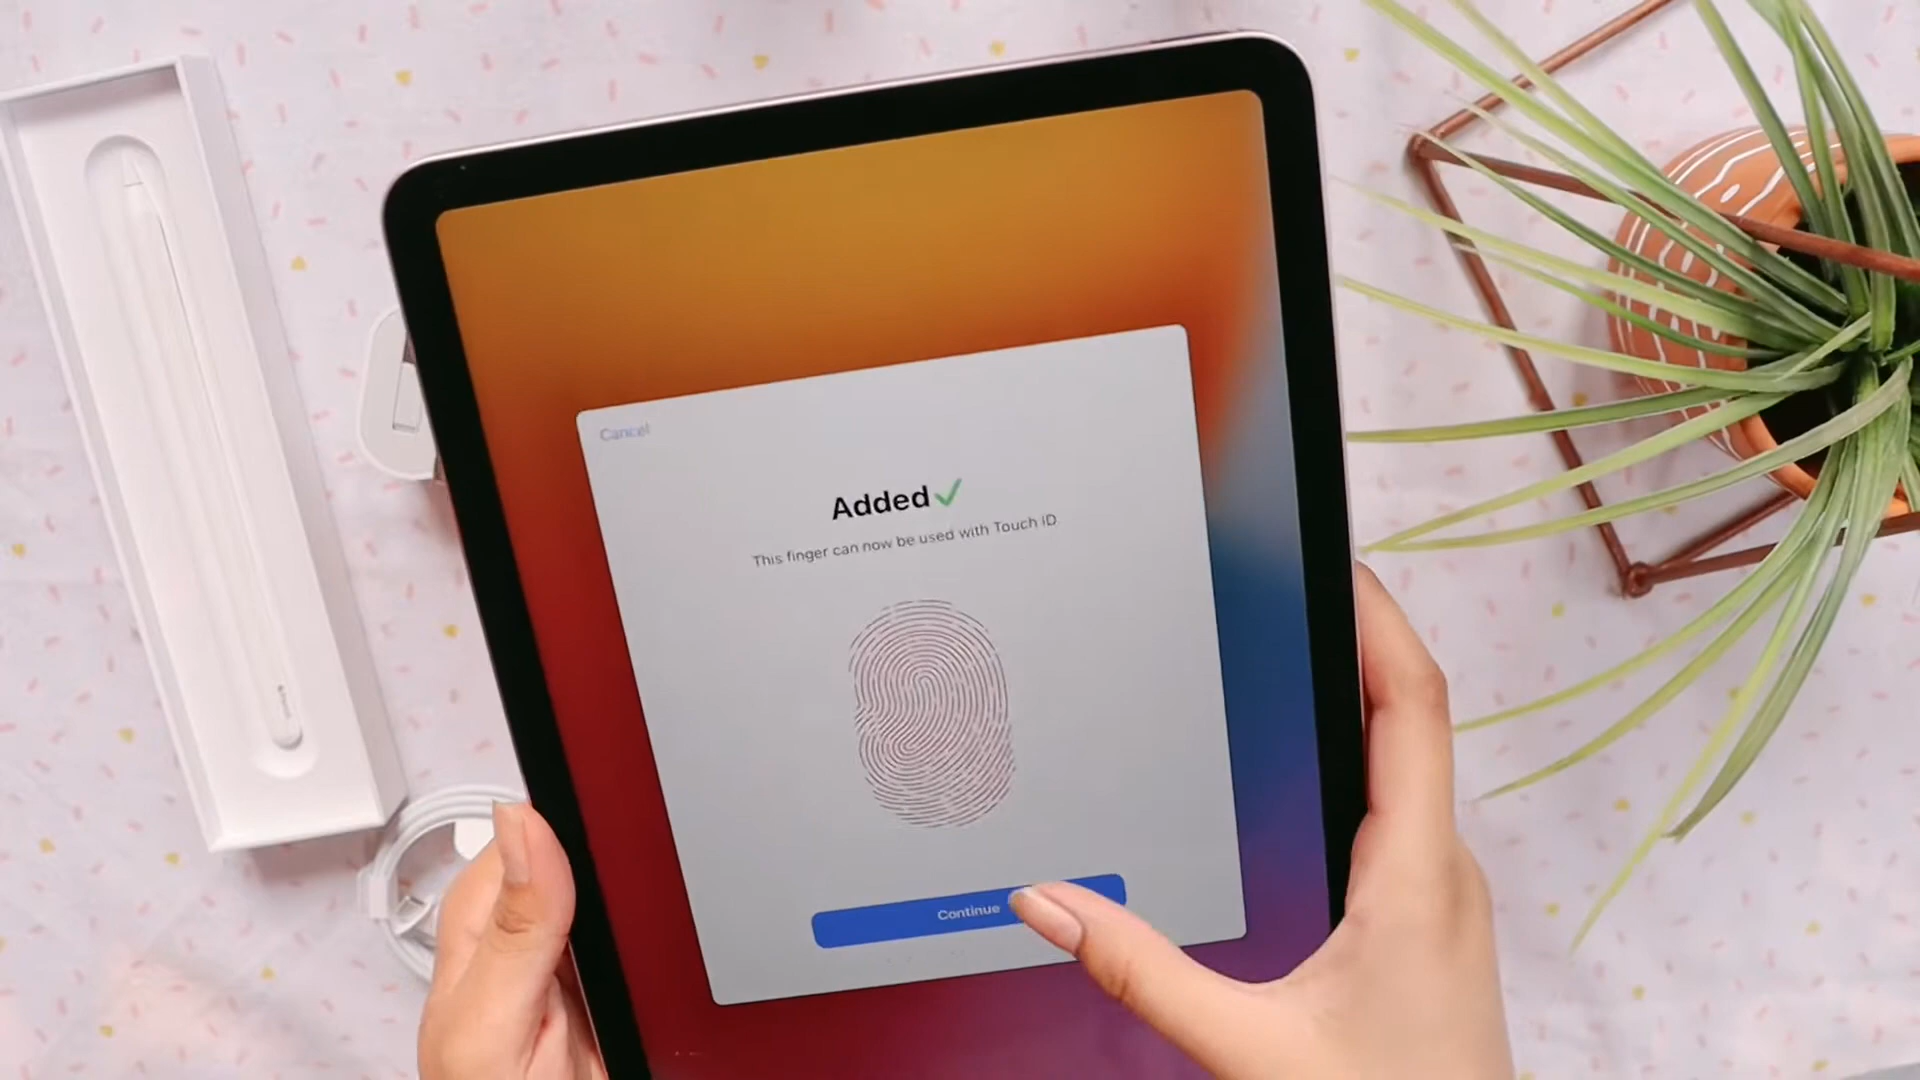 Cancel
Added
This finger can now be used with Touch ID
Continue